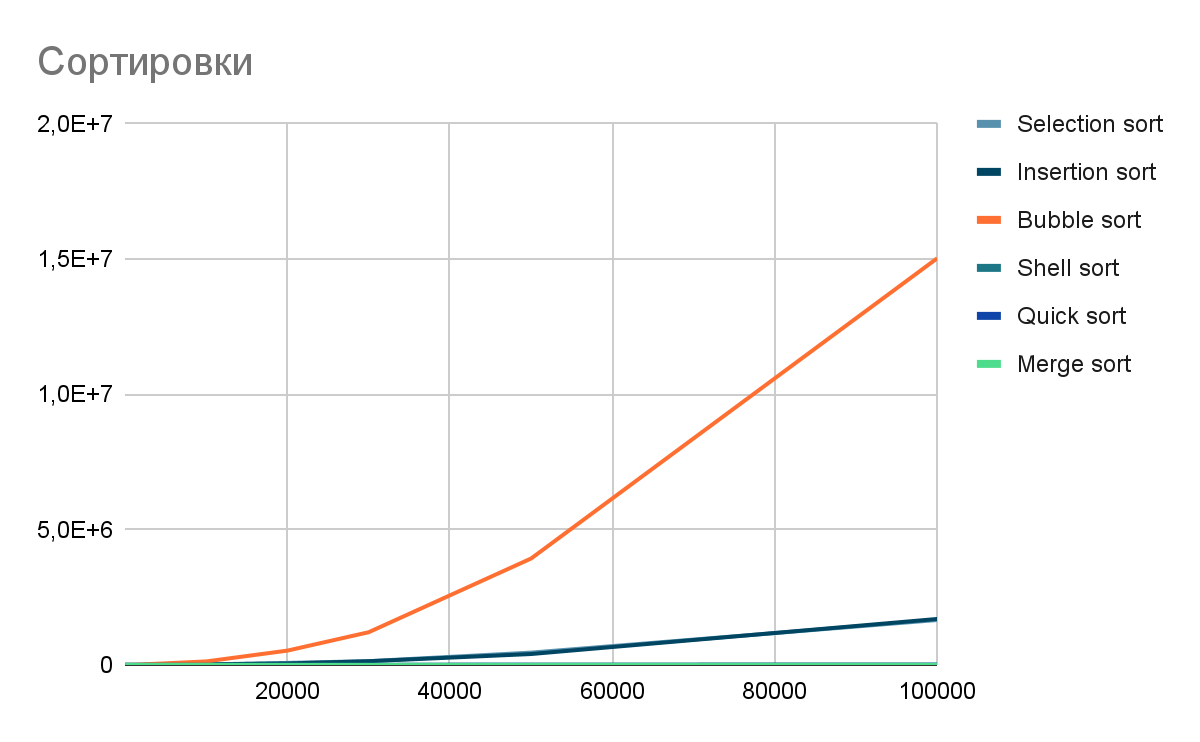 Сортировки
2,0E+7
1,5E+7
1,0E+7
5,0E+6
0
20000 40000 60000 80000 100000
Selection sort
Insertion sort
Bubble sort
Shell sort
Quick sort
Merge sort